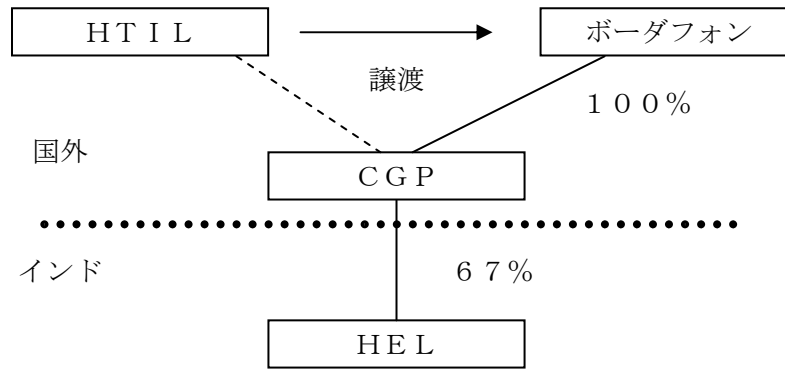 ＨＴＩＬ
ボーダフォン
譲渡
１００％
国外
ＣＧＰ
インド
６７％
ＨＥＬ